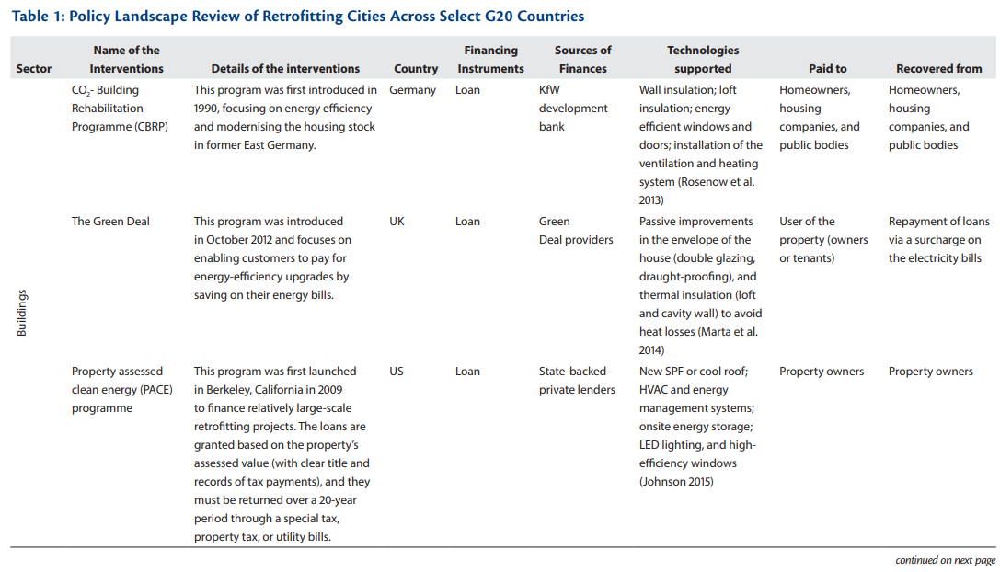 Table 1: Policy Landscape Review of Retrofitting Cities Across Select G20 Countries
Sector
Name of the
Interventions
Details of the interventions
Country
Financing
Instruments
Sources of
Finances
Technologies
supported
Paid to
Recovered from
Buildings
CO₂- Building
Rehabilitation
Programme (CBRP)
This program was first introduced in
1990, focusing on energy efficiency
and modernising the housing stock
in former East Germany.
Germany
Loan
KfW
development
bank
Wall insulation; loft
insulation; energy-
efficient windows and
doors; installation of the
ventilation and heating
system (Rosenow et al.
2013)
Homeowners,
housing
companies, and
public bodies
Homeowners,
housing
companies, and
public bodies
The Green Deal
This program was introduced
in October 2012 and focuses on
enabling customers to pay for
energy-efficiency upgrades by
saving on their energy bills.
UK
Loan
Green
Deal providers
Passive improvements
in the envelope of the
house (double glazing,
draught-proofing), and
thermal insulation (loft
and cavity wall) to avoid
heat losses (Marta et al.
2014)
User of the
property (owners
or tenants)
Repayment of loans
via a surcharge on
the electricity bills
Property assessed
clean energy (PACE)
programme
This program was first launched
in Berkeley, California in 2009
to finance relatively large-scale
retrofitting projects. The loans are
granted based on the property's
assessed value (with clear title and
records of tax payments), and they
must be returned over a 20-year
period through a special tax,
property tax, or utility bills.
US
Loan
State-backed
private lenders
New SPF or cool roof;
HVAC and energy
management systems;
onsite energy storage;
LED lighting, and high-
efficiency windows
(Johnson 2015)
Property owners
Property owners
continued on next page